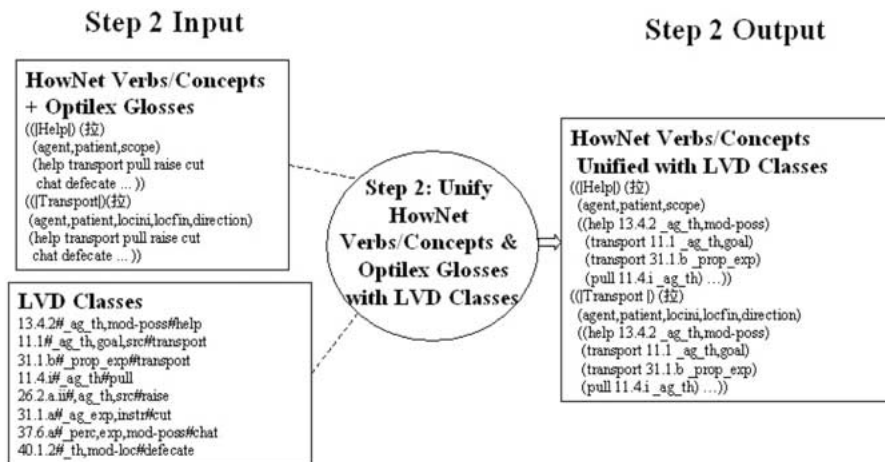 Step 2 Input
HowNet Verbs/Concepts
+ Optilex Glosses
((|Help|) (拉)
(agent,patient,scope)
(help transport pull raise cut
chat defecate ... ))
((|Transport|)(拉)
(agent,patient,locini,locfin,direction)
(help transport pull raise cut
chat defecate ... ))
LVD Classes
13.4.2#_ag_th,mod-poss#help
11.1#_ag_th,goal,src#transport
31.1.b#_prop_exp#transport
11.4.i#_ag_th#pull
26.2.a.ii#,ag_th,src#raise
31.1.a#_ag_exp,instr#cut
37.6.a#_perc,exp,mod-poss#chat
40.1.2#_th,mod-loc#defecate
Step 2: Unify
HowNet
Verbs/Concepts &
Optilex Glosses
with LVD Classes
Step 2 Output
HowNet Verbs/Concepts
Unified with LVD Classes
((|Help|) (拉)
(agent,patient,scope)
((help 13.4.2 _ag_th,mod-poss)
(transport 11.1 _ag_th,goal)
(transport 31.1.b _prop_exp)
(pull 11.4.i _ag_th) ...))
((|Transport |) (拉)
(agent,patient,locini,locfin,direction)
((help 13.4.2 _ag_th,mod-poss)
(transport 11.1 _ag_th,goal)
(transport 31.1.b _prop_exp)
(pull 11.4.i _ag_th) ...))